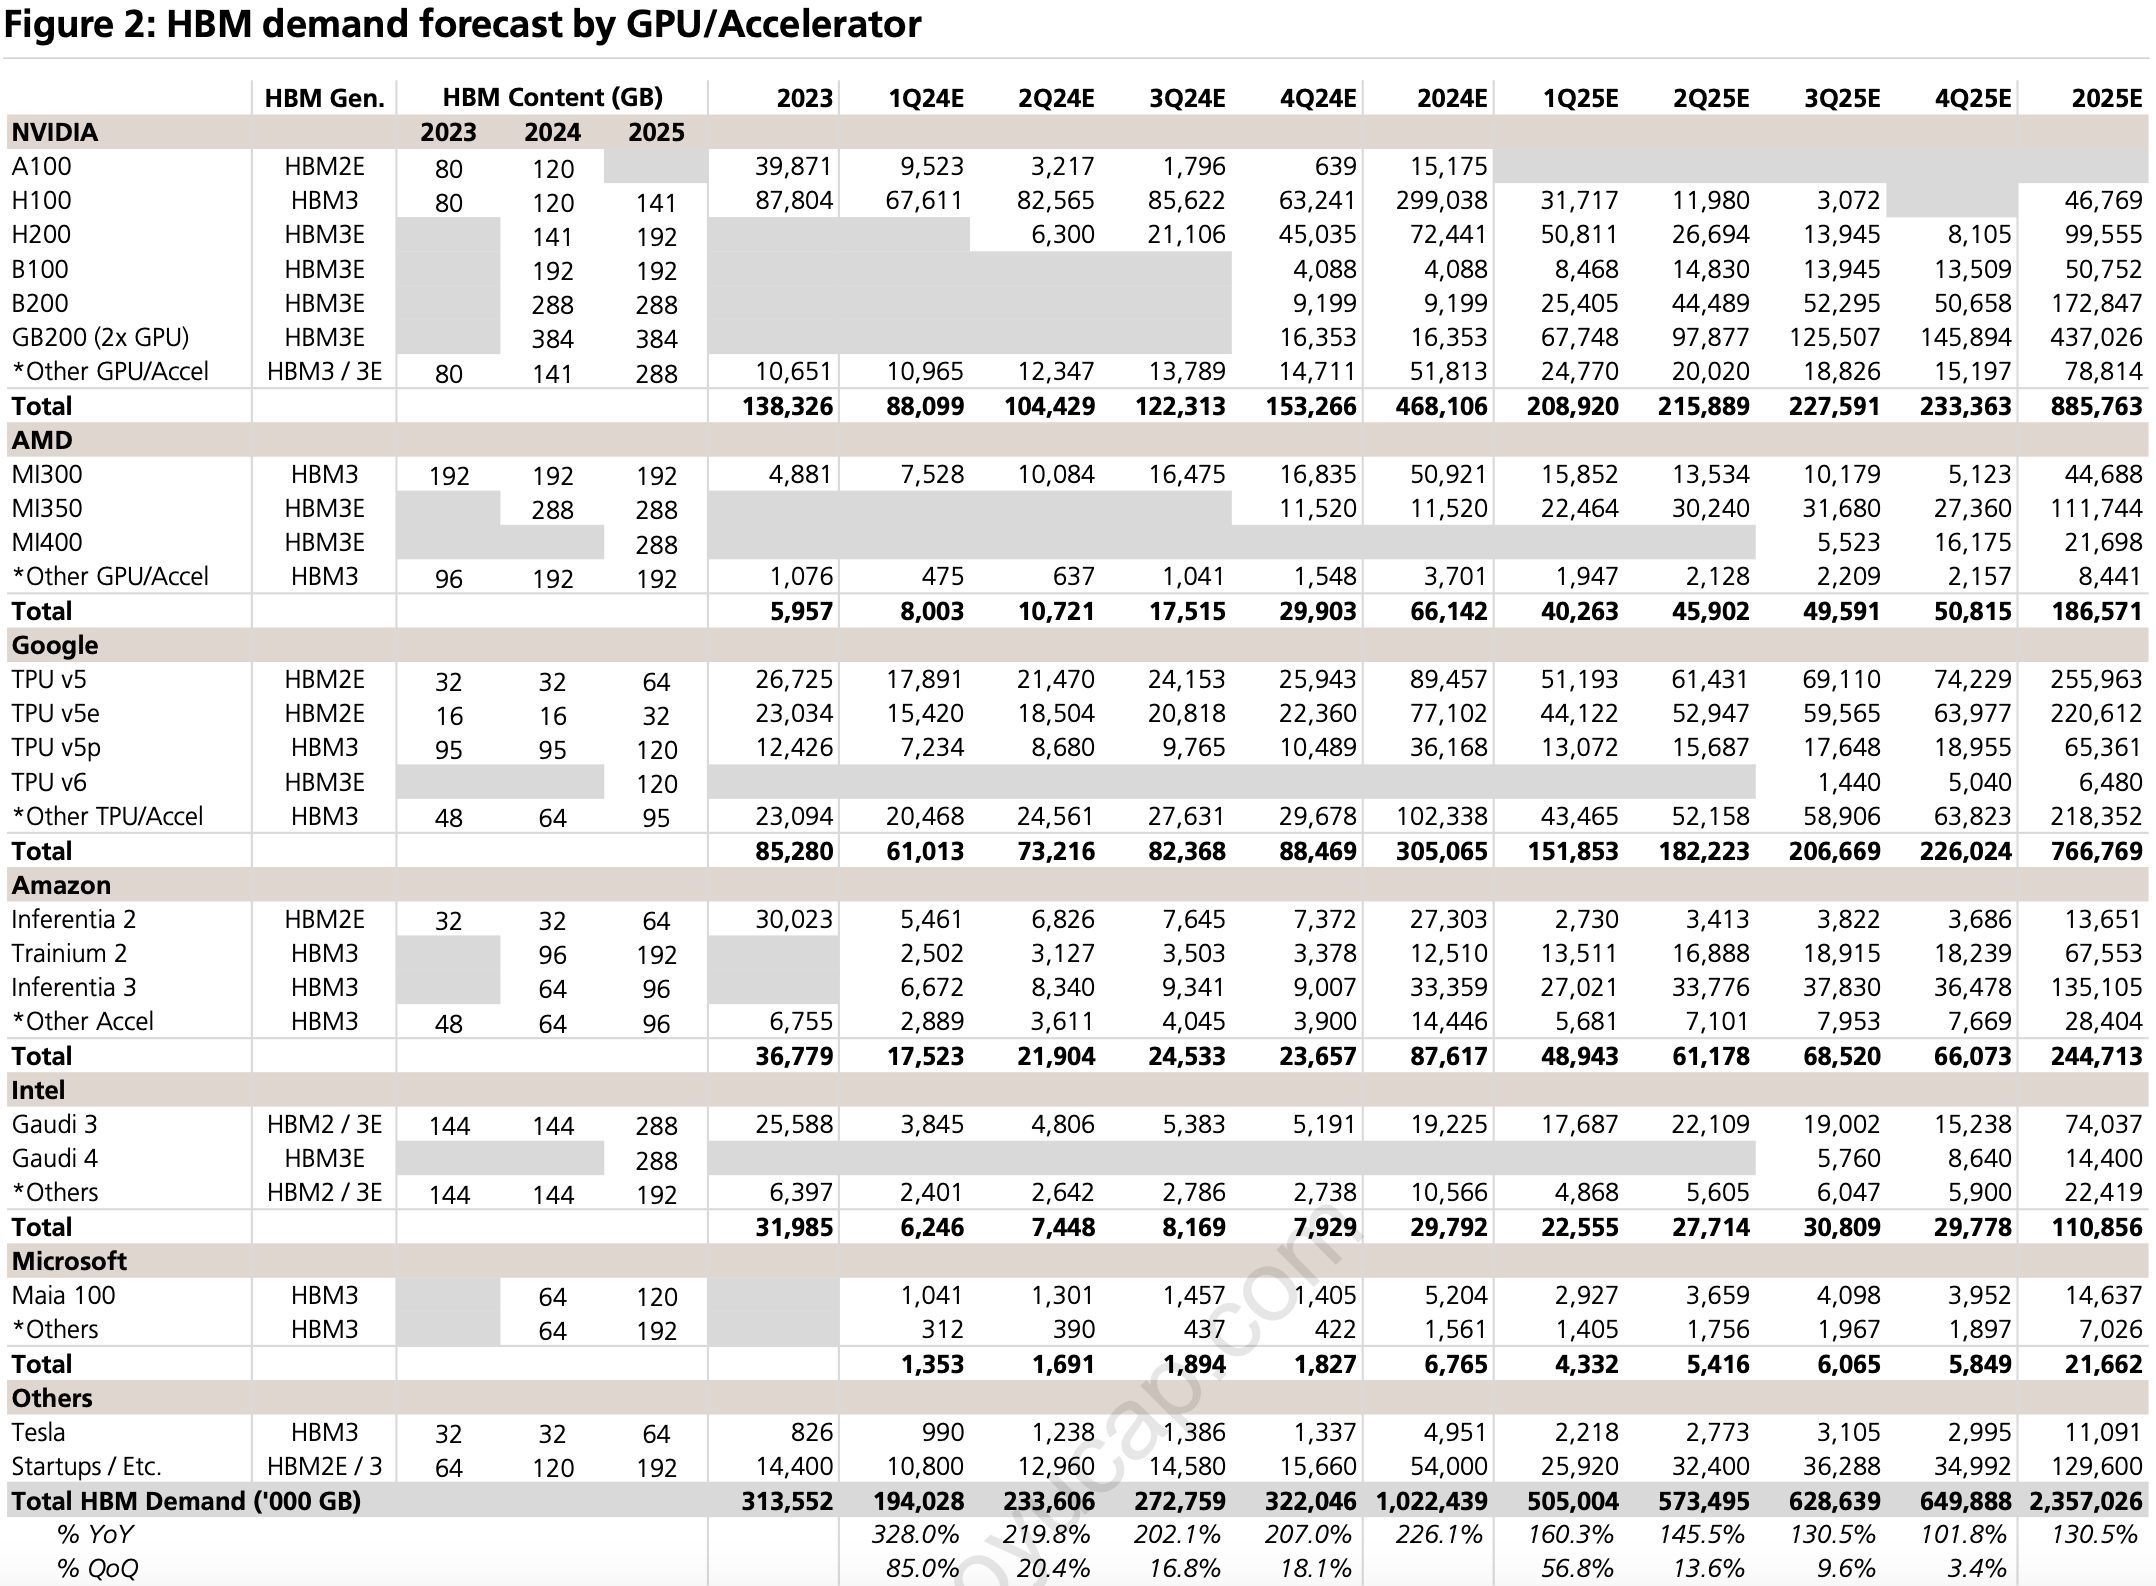 Figure 2: HBM demand forecast by GPU/Accelerator
HBM Gen. HBM Content (GB) 2023 1Q24E 2Q24E 3Q24E 4Q24E 2024E 1Q25E 2Q25E 3Q25E 4Q25E 2025E
NVIDIA 2023 2024 2025
A100 HBM2E 80 120 39,871 9,523 3,217 1,796 639 15,175
H100 HBM3 80 120 141 87,804 67,611 82,565 85,622 63,241 299,038 31,717 11,980 3,072 46,769
H200 HBM3E 141 192 6,300 21,106 45,035 72,441 50,811 26,694 13,945 8,105 99,555
B100 HBM3E 192 192 4,088 4,088 8,468 14,830 13,945 13,509 50,752
B200 HBM3E 288 288 9,199 9,199 25,405 44,489 52,295 50,658 172,847
GB200 (2x GPU) HBM3E 384 384 16,353 16,353 67,748 97,877 125,507 145,894 437,026
*Other GPU/Accel HBM3 / 3E 80 141 288 10,651 10,965 12,347 13,789 14,711 51,813 24,770 20,020 18,826 15,197 78,814
Total 138,326 88,099 104,429 122,313 153,266 468,106 208,920 215,889 227,591 233,363 885,763
AMD
MI300 HBM3 192 192 192 4,881 7,528 10,084 16,475 16,835 50,921 15,852 13,534 10,179 5,123 44,688
MI350 HBM3E 288 288 11,520 11,520 22,464 30,240 31,680 27,360 111,744
MI400 HBM3E 288 5,523 16,175 21,698
*Other GPU/Accel HBM3 96 192 192 1,076 475 637 1,041 1,548 3,701 1,947 2,128 2,209 2,157 8,441
Total 5,957 8,003 10,721 17,515 29,903 66,142 40,263 45,902 49,591 50,815 186,571
Google
TPU v5 HBM2E 32 32 64 26,725 17,891 21,470 24,153 25,943 89,457 51,193 61,431 69,110 74,229 255,963
TPU v5e HBM2E 16 16 32 23,034 15,420 18,504 20,818 22,360 77,102 44,122 52,947 59,565 63,977 220,612
TPU v5p HBM3 95 95 120 12,426 7,234 8,680 9,765 10,489 36,168 13,072 15,687 17,648 18,955 65,361
TPU v6 HBM3E 120 1,440 5,040 6,480
*Other TPU/Accel HBM3 48 64 95 23,094 20,468 24,561 27,631 29,678 102,338 43,465 52,158 58,906 63,823 218,352
Total 85,280 61,013 73,216 82,368 88,469 305,065 151,853 182,223 206,669 226,024 766,769
Amazon
Inferentia 2 HBM2E 32 32 64 30,023 5,461 6,826 7,645 7,372 27,303 2,730 3,413 3,822 3,686 13,651
Trainium 2 HBM3 96 192 2,502 3,127 3,503 3,378 12,510 13,511 16,888 18,915 18,239 67,553
Inferentia 3 HBM3 64 96 6,672 8,340 9,341 9,007 33,359 27,021 33,776 37,830 36,478 135,105
*Other Accel HBM3 48 64 96 6,755 2,889 3,611 4,045 3,900 14,446 5,681 7,101 7,953 7,669 28,404
Total 36,779 17,523 21,904 24,533 23,657 87,617 48,943 61,178 68,520 66,073 244,713
Intel
Gaudi 3 HBM2 / 3E 144 144 288 25,588 3,845 4,806 5,383 5,191 19,225 17,687 22,109 19,002 15,238 74,037
Gaudi 4 HBM3E 288 5,760 8,640 14,400
*Others HBM2 / 3E 144 144 192 6,397 2,401 2,642 2,786 2,738 10,566 4,868 5,605 6,047 5,900 22,419
Total 31,985 6,246 7,448 8,169 7,929 29,792 22,555 27,714 30,809 29,778 110,856
Microsoft
Maia 100 HBM3 64 120 1,041 1,301 1,457 1,405 5,204 2,927 3,659 4,098 3,952 14,637
*Others HBM3 64 192 312 390 437 422 1,561 1,405 1,756 1,967 1,897 7,026
Total 1,353 1,691 1,894 1,827 6,765 4,332 5,416 6,065 5,849 21,662
Others
Tesla HBM3 32 32 64 826 990 1,238 1,386 1,337 4,951 2,218 2,773 3,105 2,995 11,091
Startups / Etc. HBM2E / 3 64 120 192 14,400 10,800 12,960 14,580 15,660 54,000 25,920 32,400 36,288 34,992 129,600
Total HBM Demand ('000 GB) 313,552 194,028 233,606 272,759 322,046 1,022,439 505,004 573,495 628,639 649,888 2,357,026
% YoY 328.0% 219.8% 202.1% 207.0% 226.1% 160.3% 145.5% 130.5% 101.8% 130.5%
% QoQ 85.0% 20.4% 16.8% 18.1% 56.8% 13.6% 9.6% 3.4%